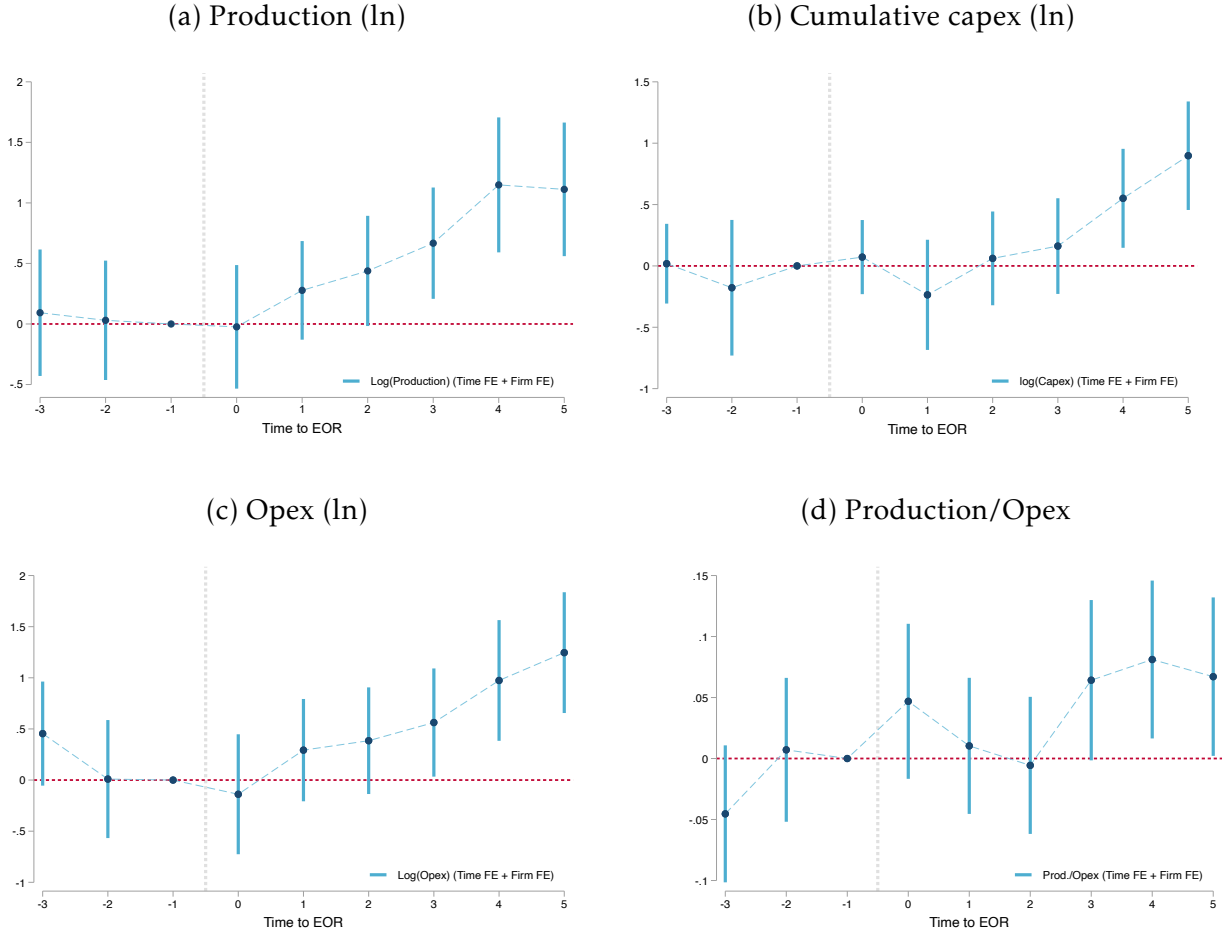 (a) Production (ln)
2
1.5
1
.5
0
-.5
Log(Production) (Time FE + Firm FE)
-3 -2 -1 0 1 2 3 4 5
Time to EOR
(b) Cumulative capex (ln)
1.5
1
.5
0
-.5
-1
log(Capex) (Time FE + Firm FE)
-3 -2 -1 0 1 2 3 4 5
Time to EOR
(c) Opex (ln)
2
1.5
1
.5
0
-.5
-1
Log(Opex) (Time FE + Firm FE)
-3 -2 -1 0 1 2 3 4 5
Time to EOR
(d) Production/Opex
.15
.1
.05
0
-.05
-.1
Prod./Opex (Time FE + Firm FE)
-3 -2 -1 0 1 2 3 4 5
Time to EOR